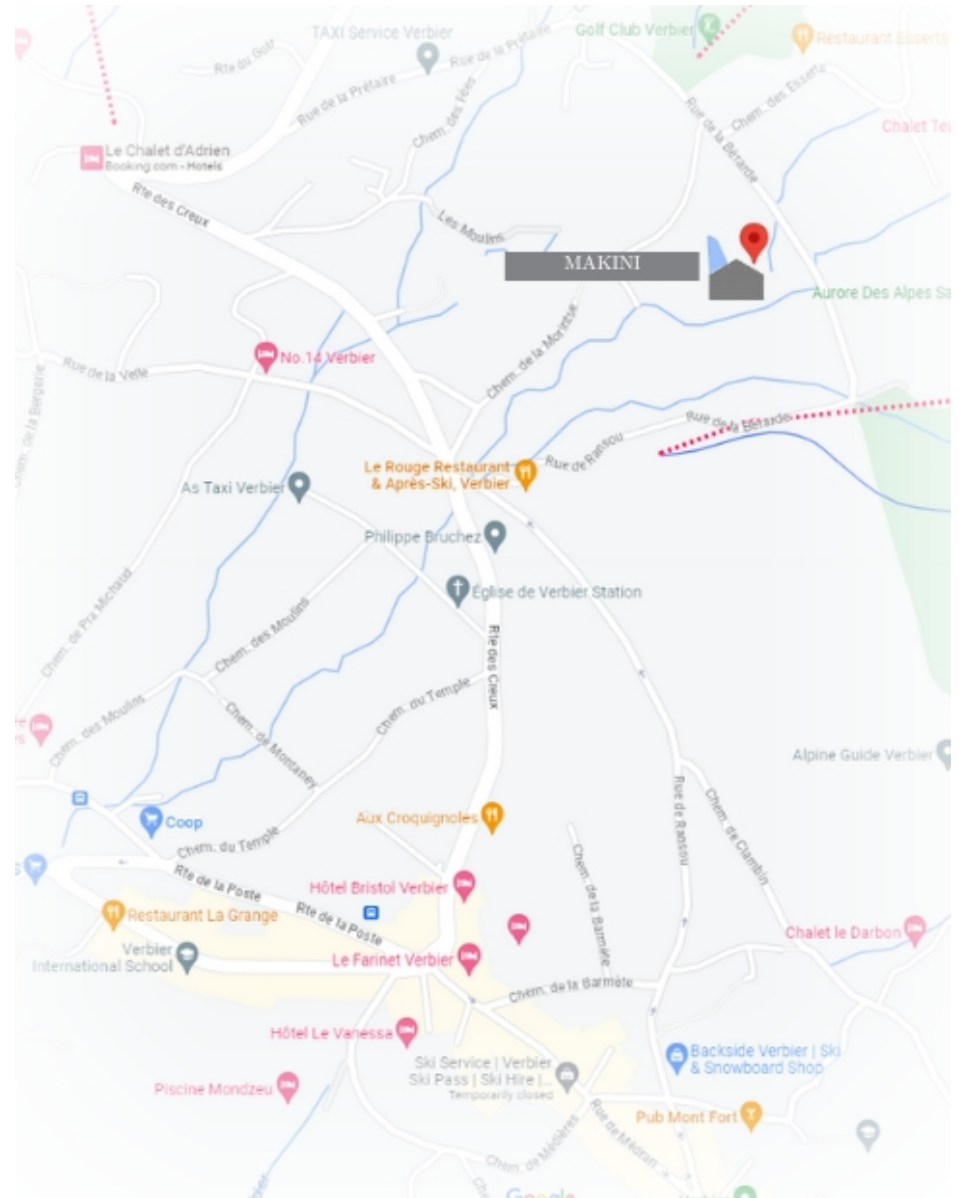 TAXI Service Verbier
Golf Club Verbier
Restaurant Esserts
Rte du Golf
Rue de la Prétaire
Rue de la Prétaire
Chem. des Fées
Rue de la Bérarde
Chem. des Esserts
Le Chalet d'Adrien
Booking.com - Hotels
Chalet Te
Rte des Creux
Les Moulins
MAKINI
Aurore Des Alpes Sa
Chem. de la Morintse
No.14 Verbier
Rue de la Velle
Chem. de la Bergerie
Rue de la Bérarde
Rue de Ransou
Le Rouge Restaurant
& Après-Ski, Verbier
As Taxi Verbier
Philippe Bruchez
Église de Verbier Station
Chem. de Pra Michaud
Chem. des Moulins
Rte des Creux
Chem. du Temple
Chem. des Moulins
Chem. de Montaney
Alpine Guide Verbier
Rue de Ransou
Chem. de Clambin
Coop
Aux Croquignoles
Chem. du Temple
Chem. de la Barmète
Rte de la Poste
Hôtel Bristol Verbier
Restaurant La Grange
Rte de la Poste
Chalet le Darbon
Verbier
International School
Le Farinet Verbier
Chem. de la Barmète
Hôtel Le Vanessa
Backside Verbier | Ski
& Snowboard Shop
Ski Service | Verbier
Ski Pass | Ski Hire |...
Temporarily closed
Piscine Mondzeu
Pub Mont Fort
Rue de Médran
Chem. de Médières
Google